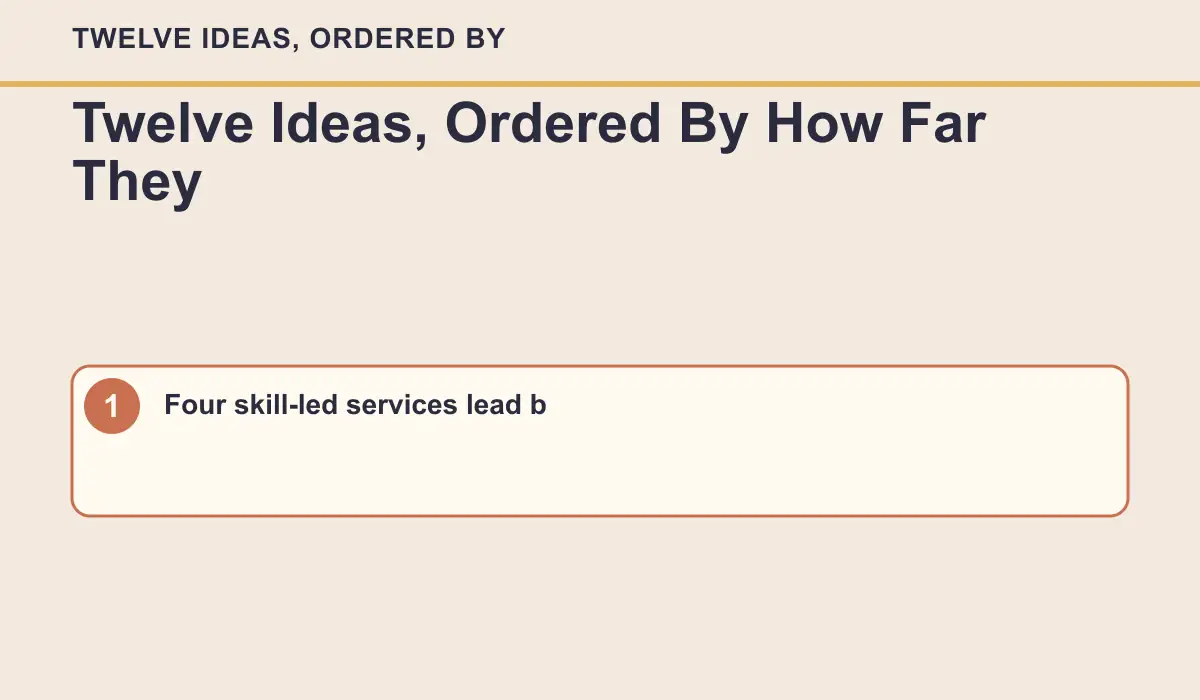 TWELVE IDEAS, ORDERED BY
Twelve Ideas, Ordered By How Far
They
1
Four skill-led services lead b